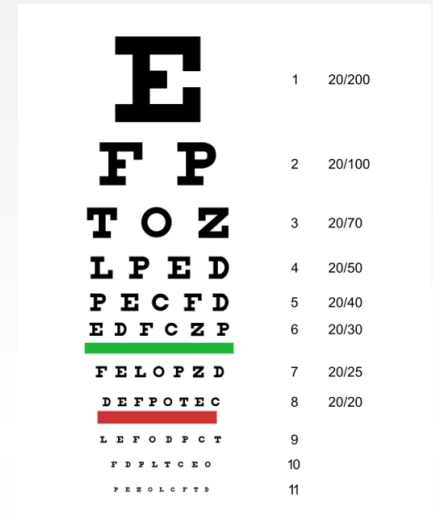 E 1 20/200
F P 2 20/100
T O Z 3 20/70
L P E D 4 20/50
P E C F D 5 20/40
E D F C Z P 6 20/30
F E L O P Z D 7 20/25
D E F P O T E C 8 20/20
L E F O D P C T 9
F D P L T C E O 10
P E Z O L C F T D 11